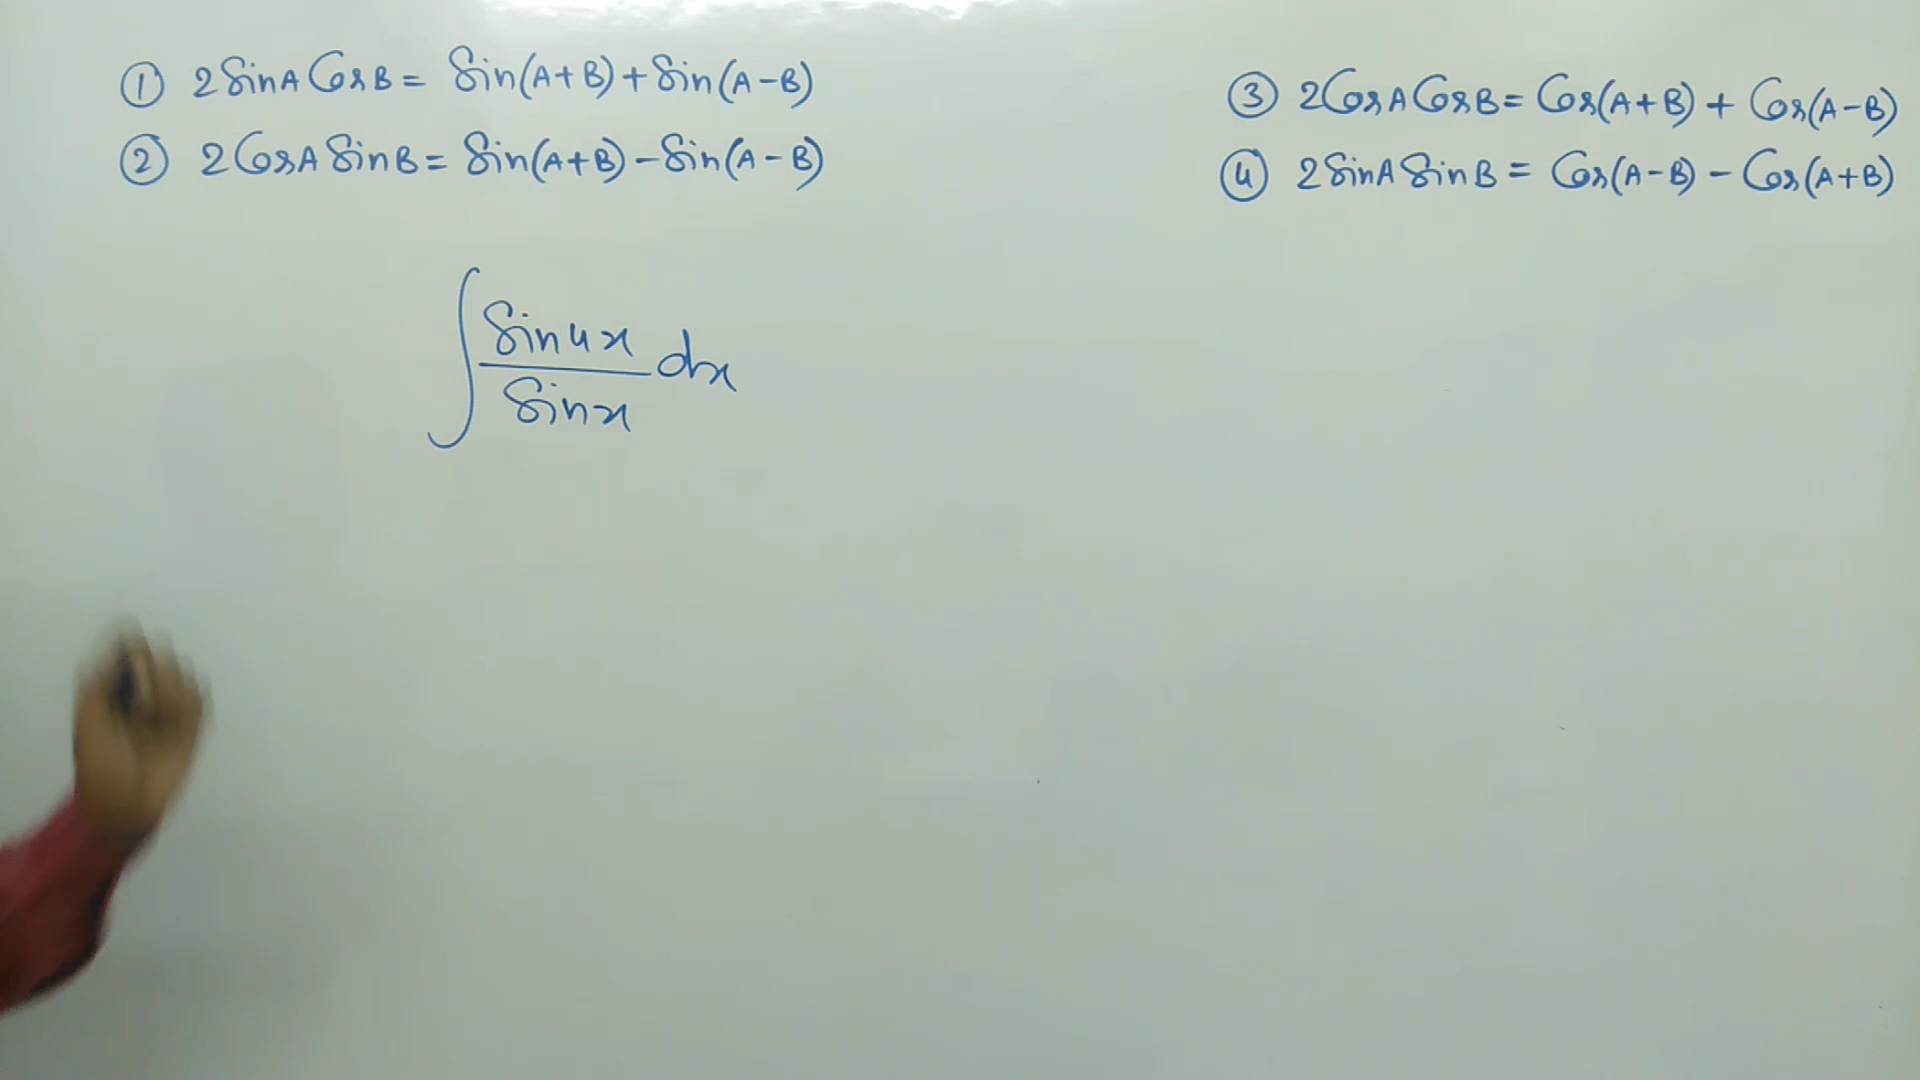 ① 2SinA CosB = Sin(A+B)+Sin(A-B)
② 2CosA SinB = Sin(A+B)-Sin(A-B)
③ 2CosA CosB = Cos(A+B) + Cos(A-B)
④ 2SinA SinB = Cos(A-B) - Cos(A+B)
∫ Sin4x / Sinx dx